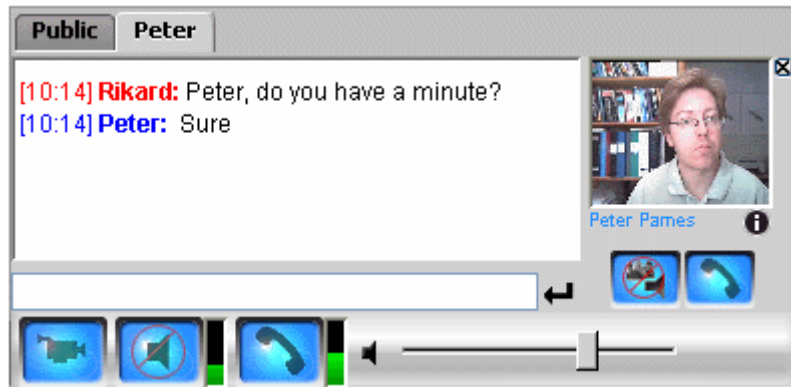 Public Peter
[10:14] Rikard: Peter, do you have a minute?
[10:14] Peter: Sure
Peter Parnes